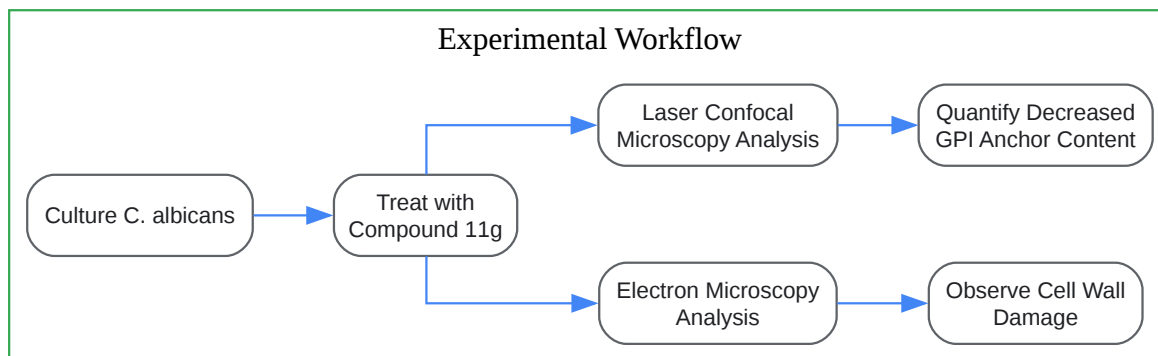 Experimental Workflow
Laser Confocal
Microscopy Analysis
Quantify Decreased
GPI Anchor Content
Culture C. albicans
Treat with
Compound 11g
Electron Microscopy
Analysis
Observe Cell Wall
Damage